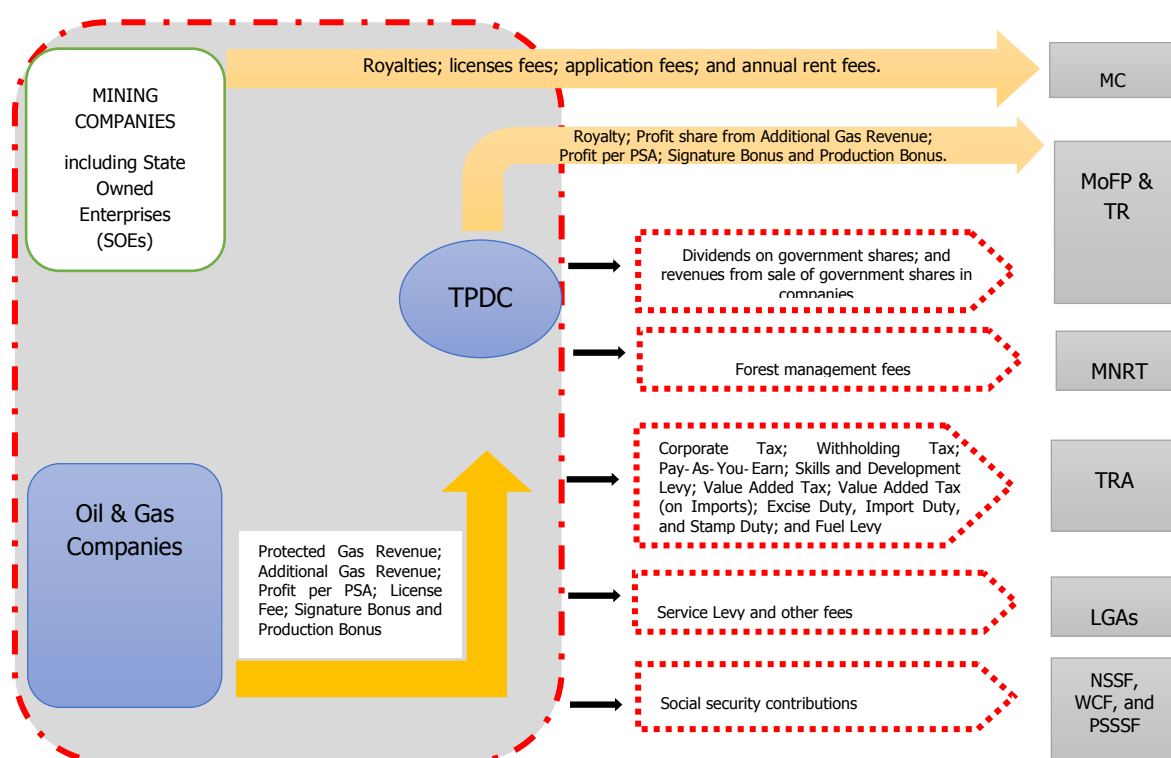 Royalties; licenses fees; application fees; and annual rent fees.
MC
MINING
COMPANIES
including State
Owned
Enterprises
(SOEs)
Royalty; Profit share from Additional Gas Revenue;
Profit per PSA; Signature Bonus and Production Bonus.
MoFP &
TR
TPDC
Dividends on government shares; and
revenues from sale of government shares in
companies
Forest management fees
MNRT
Corporate Tax; Withholding Tax;
Pay-As-You-Earn; Skills and Development
Levy; Value Added Tax; Value Added Tax
(on Imports); Excise Duty, Import Duty,
and Stamp Duty; and Fuel Levy
TRA
Oil & Gas
Companies
Protected Gas Revenue;
Additional Gas Revenue;
Profit per PSA; License
Fee; Signature Bonus and
Production Bonus
Service Levy and other fees
LGAs
Social security contributions
NSSF,
WCF, and
PSSSF